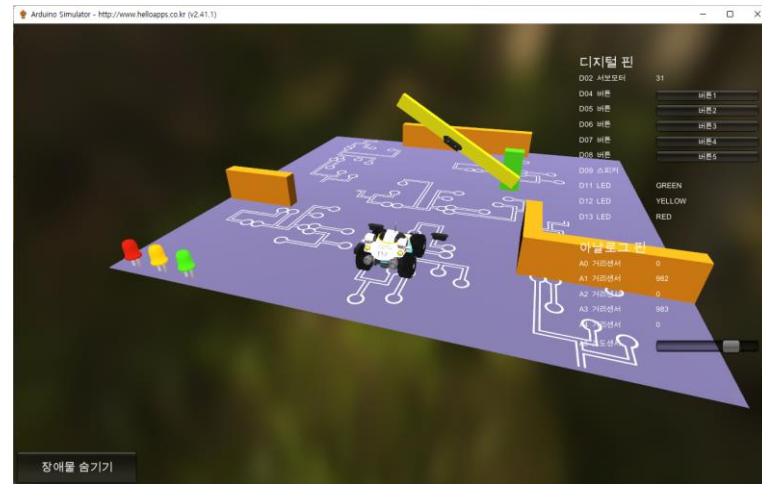 Arduino Simulator - http://www.helloapps.co.kr (v2.41.1)
디지털 핀
D02 서보모터 31
D04 버튼 버튼1
D05 버튼 버튼2
D06 버튼 버튼3
D07 버튼 버튼4
D08 버튼 버튼5
D09 스피커
D11 LED GREEN
D12 LED YELLOW
D13 LED RED
아날로그 핀
A0 거리센서 0
A1 거리센서 962
A2 거리센서 0
A3 거리센서 983
거리센서 0
장애물 숨기기